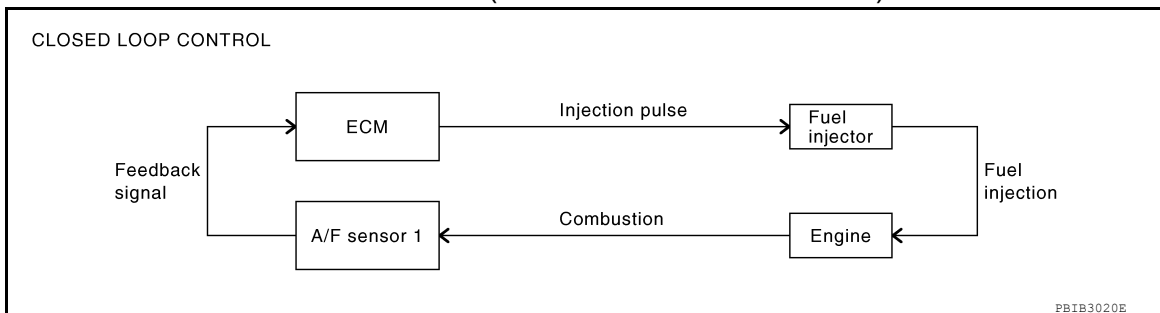 CLOSED LOOP CONTROL
ECM
Injection pulse
Fuel
injector
Feedback
signal
Fuel
injection
A/F sensor 1
Combustion
Engine
PBIB3020E